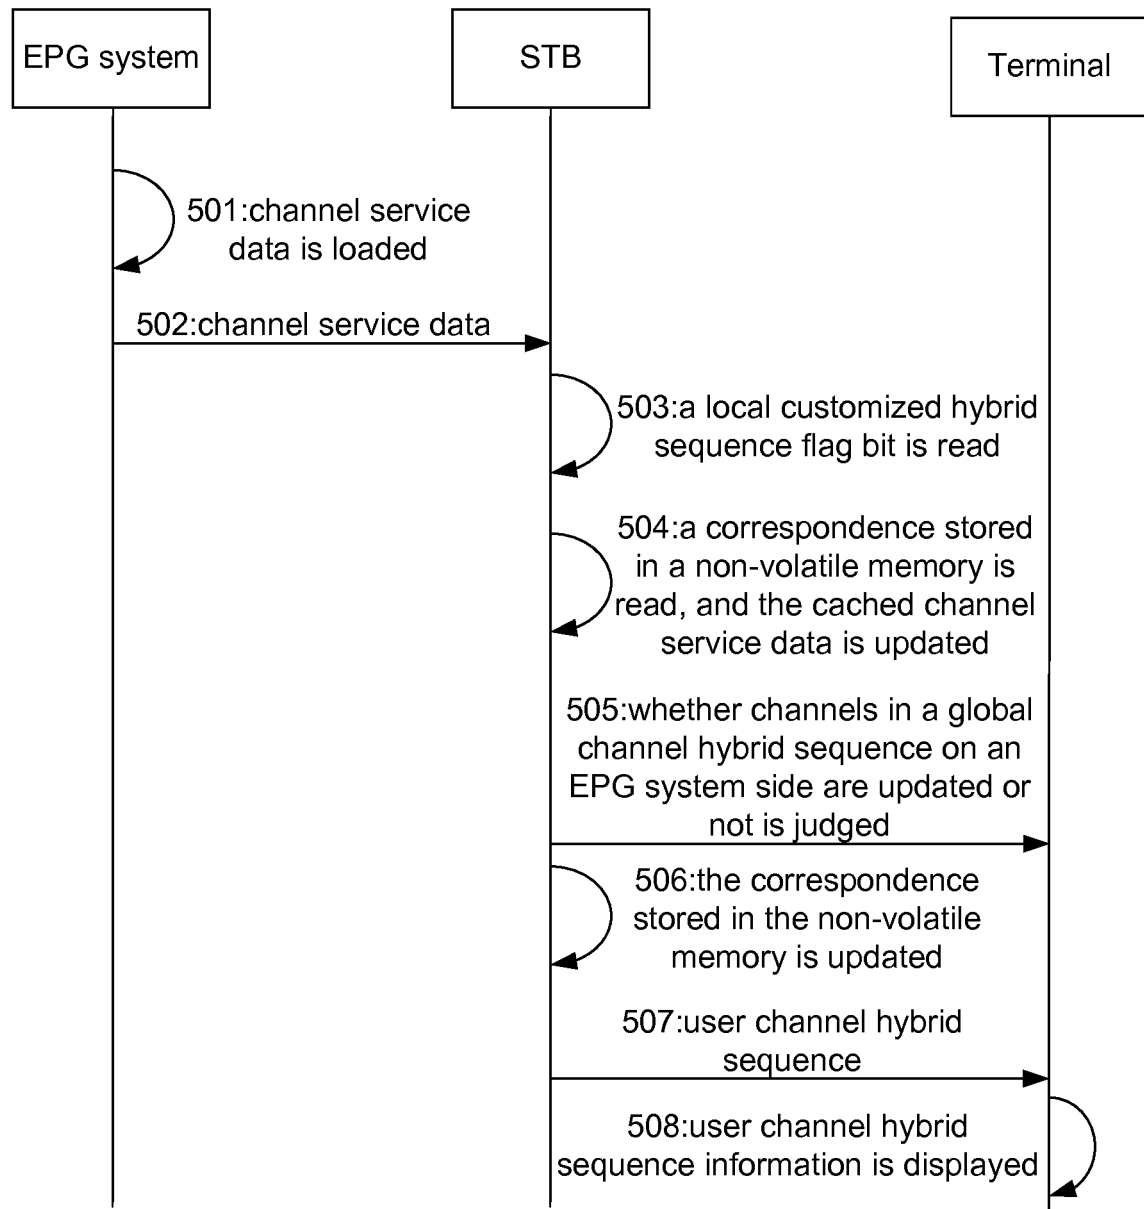 EPG system
STB
Terminal
501:channel service
data is loaded
502:channel service data
503:a local customized hybrid
sequence flag bit is read
504:a correspondence stored
in a non-volatile memory is
read, and the cached channel
service data is updated
505:whether channels in a global
channel hybrid sequence on an
EPG system side are updated or
not is judged
506:the correspondence
stored in the non-volatile
memory is updated
507:user channel hybrid
sequence
508:user channel hybrid
sequence information is displayed